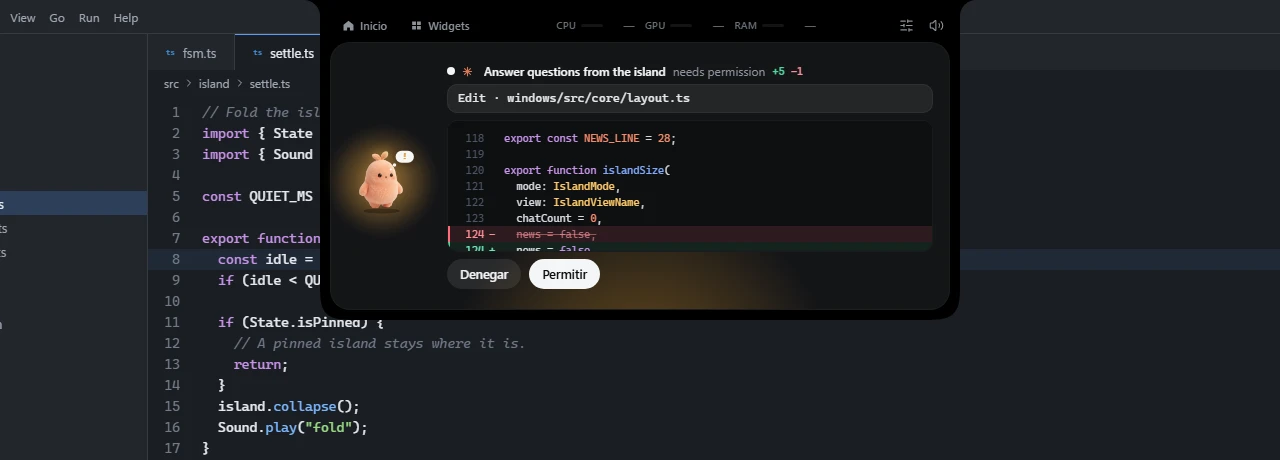 View Go Run Help
Inicio Widgets CPU — GPU — RAM —
ts fsm.ts ts settle.ts
src > island > settle.ts
Answer questions from the island needs permission +5 −1
Edit · windows/src/core/layout.ts
118 export const NEWS_LINE = 28;
119
120 export function islandSize(
121 mode: IslandMode,
122 view: IslandViewName,
123 chatCount = 0,
124 − news = false,
124 + news = false
Denegar Permitir
1 // Fold the isl
2 import { State
3 import { Sound
4
5 const QUIET_MS
6
7 export function
8 const idle =
9 if (idle < QU
10
11 if (State.isPinned) {
12 // A pinned island stays where it is.
13 return;
14 }
15 island.collapse();
16 Sound.play("fold");
17 }